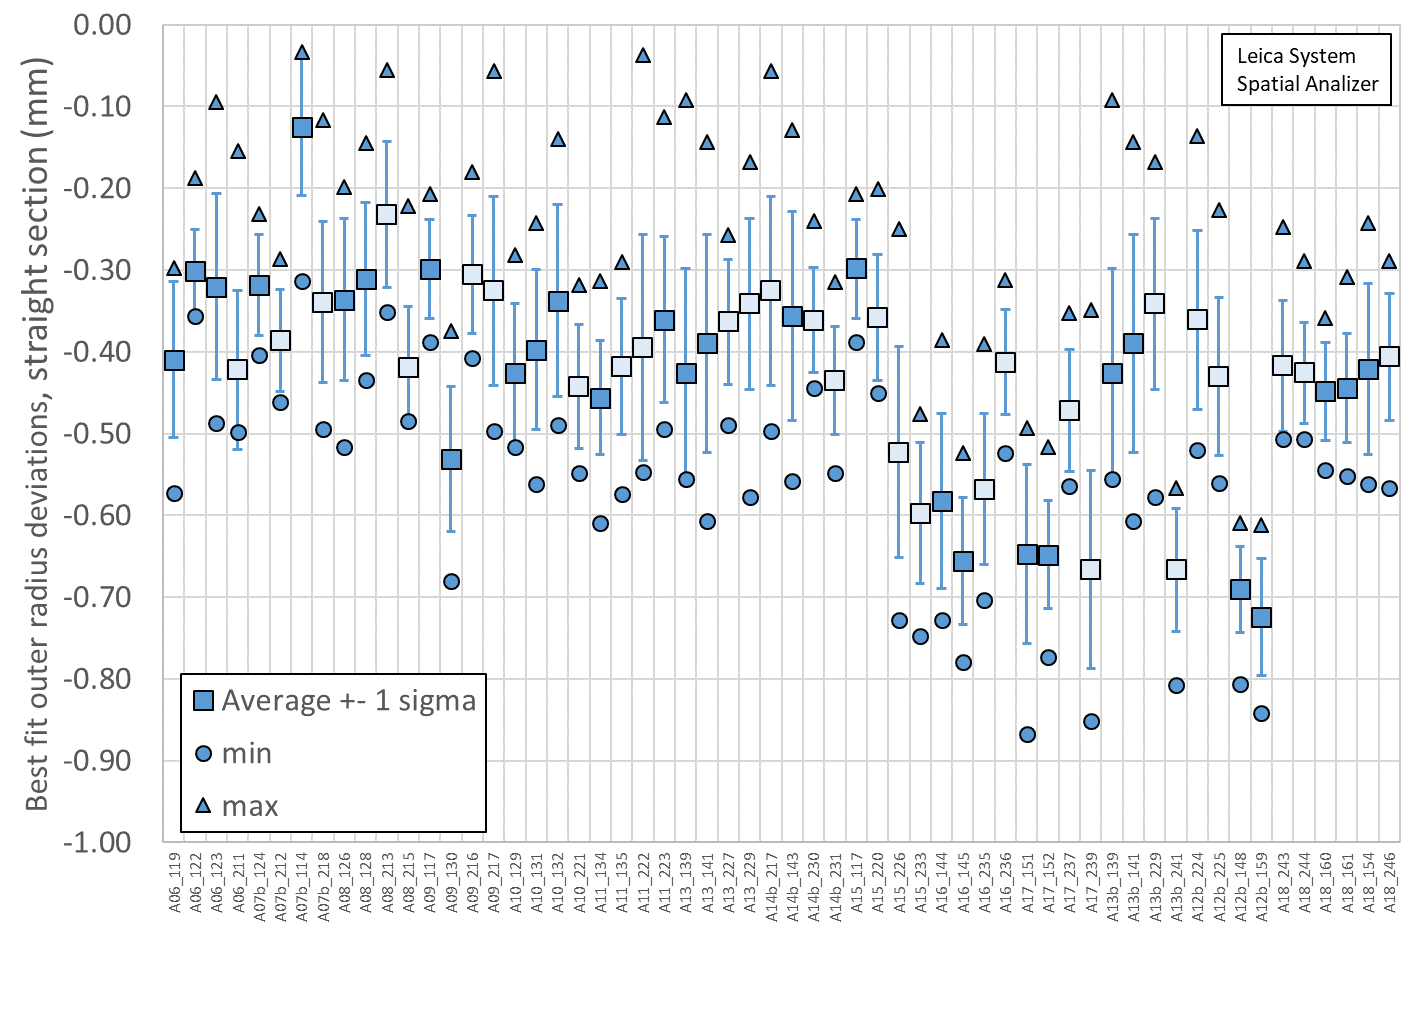 Best fit outer radius deviations, straight section (mm)
0.00
-0.10
-0.20
-0.30
-0.40
-0.50
-0.60
-0.70
-0.80
-0.90
-1.00
Leica System
Spatial Analizer
Average +- 1 sigma
min
max
A06_119
A06_122
A06_123
A06_211
A07b_124
A07b_212
A07b_114
A07b_218
A08_126
A08_128
A08_213
A08_215
A09_117
A09_130
A09_216
A09_217
A10_129
A10_131
A10_132
A10_221
A11_134
A11_135
A11_222
A11_223
A13_139
A13_141
A13_227
A13_229
A14b_217
A14b_143
A14b_230
A14b_231
A15_117
A15_220
A15_226
A15_233
A16_144
A16_145
A16_235
A16_236
A17_151
A17_152
A17_237
A17_239
A13b_139
A13b_141
A13b_229
A13b_241
A12b_224
A12b_225
A12b_148
A12b_159
A18_243
A18_244
A18_160
A18_161
A18_154
A18_246